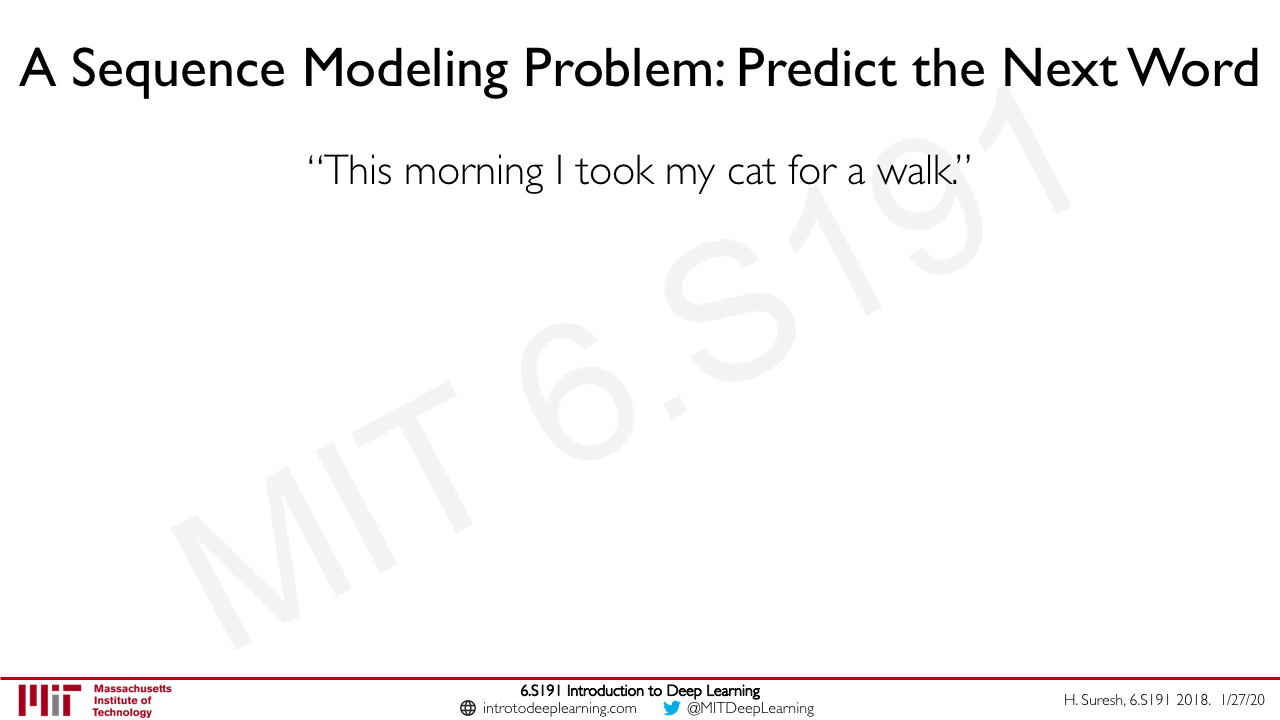 A Sequence Modeling Problem: Predict the Next Word
“This morning I took my cat for a walk.”
MIT 6.S191
Massachusetts
Institute of
Technology
6.S191 Introduction to Deep Learning
introtodeeplearning.com @MITDeepLearning
H. Suresh, 6.S191 2018. 1/27/20